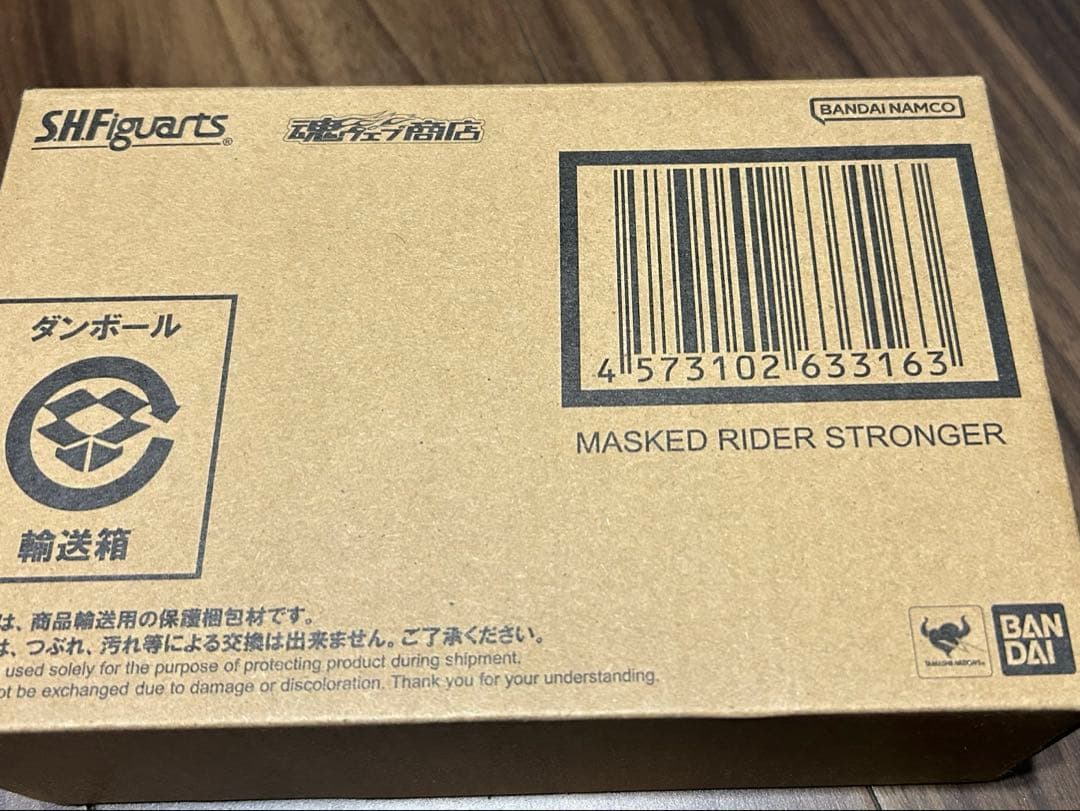 S.H.Figuarts®
魂ウェブ商店
BANDAI NAMCO
4 573102 633163
MASKED RIDER STRONGER
ダンボール
輸送箱
は、商品輸送用の保護梱包材です。
は、つぶれ、汚れ等による交換は出来ません。ご了承ください。
used solely for the purpose of protecting product during shipment.
ot be exchanged due to damage or discoloration. Thank you for your understanding.
TAMASHII NATIONS
BAN
DAI